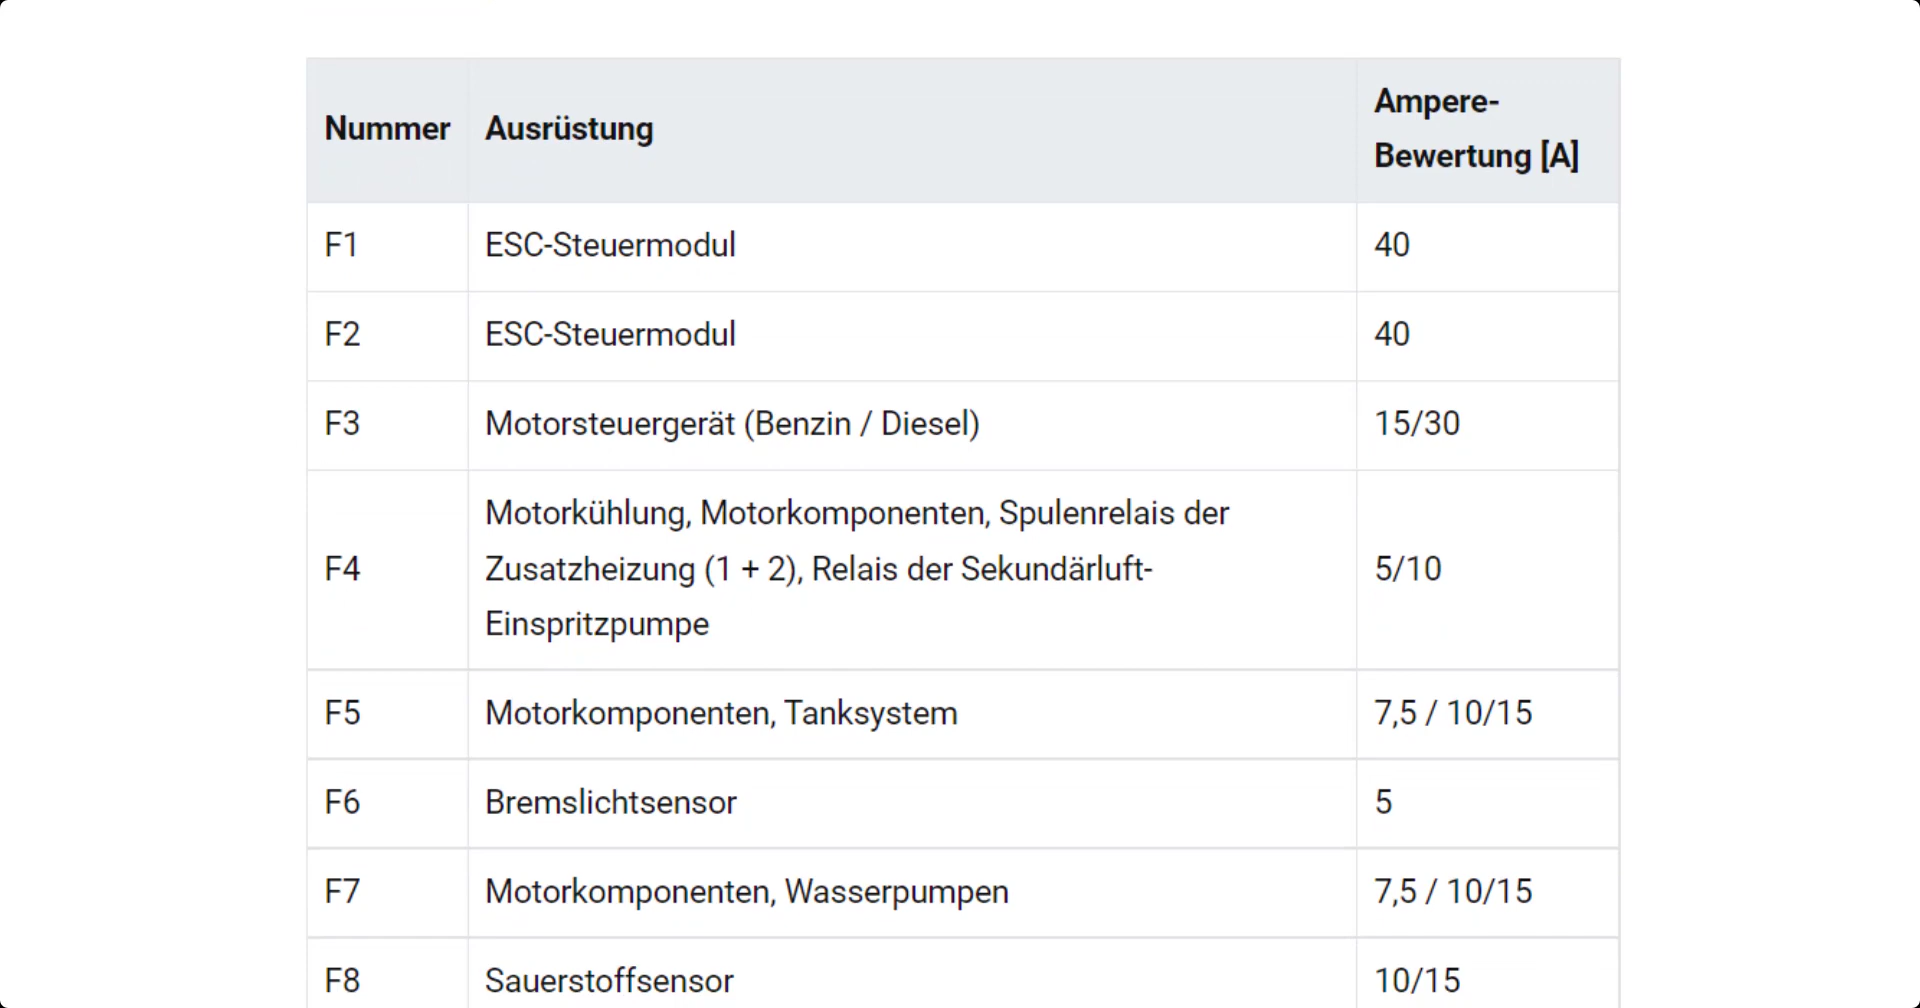 Nummer Ausrüstung Ampere-
Bewertung [A]
F1 ESC-Steuermodul 40
F2 ESC-Steuermodul 40
F3 Motorsteuergerät (Benzin / Diesel) 15/30
F4 Motorkühlung, Motorkomponenten, Spulenrelais der
Zusatzheizung (1 + 2), Relais der Sekundärluft-
Einspritzpumpe 5/10
F5 Motorkomponenten, Tanksystem 7,5 / 10/15
F6 Bremslichtsensor 5
F7 Motorkomponenten, Wasserpumpen 7,5 / 10/15
F8 Sauerstoffsensor 10/15